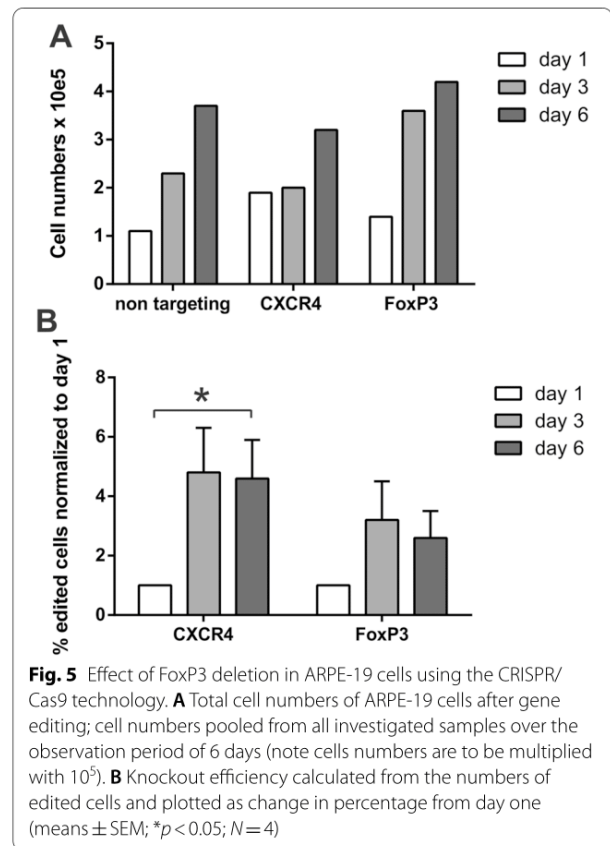 A
Cell numbers x 10e5
5
4
3
2
1
0
non targeting
CXCR4
FoxP3
day 1
day 3
day 6
B
% edited cells normalized to day 1
8
6
4
2
0
*
CXCR4
FoxP3
day 1
day 3
day 6
Fig. 5 Effect of FoxP3 deletion in ARPE-19 cells using the CRISPR/
Cas9 technology. A Total cell numbers of ARPE-19 cells after gene
editing; cell numbers pooled from all investigated samples over the
observation period of 6 days (note cells numbers are to be multiplied
with 10⁵). B Knockout efficiency calculated from the numbers of
edited cells and plotted as change in percentage from day one
(means ± SEM; *p < 0.05; N = 4)